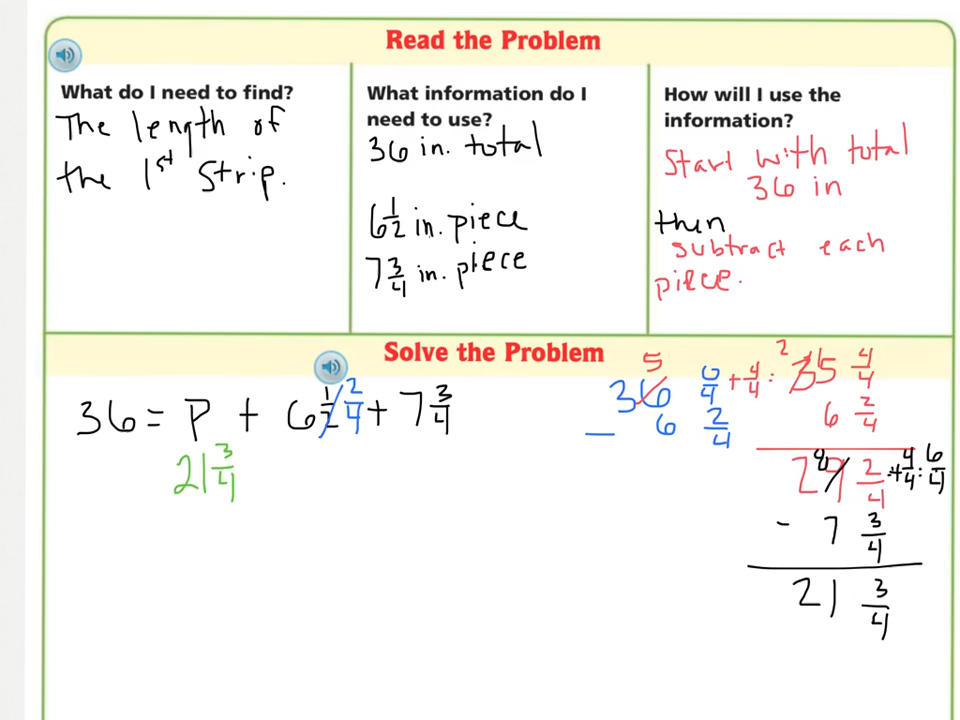 Read the Problem
What do I need to find?
The length of
the 1st Strip.
What information do I
need to use?
36 in. total
6 1/2 in. piece
7 3/4 in. piece
How will I use the
information?
Start with total
36 in
then
subtract each
piece.
Solve the Problem
36 = P + 6 1/2 2/4 + 7 3/4
21 3/4
5
36 0/4 + 4/4 :
- 6 2/4
2 1
35 4/4
6 2/4
8
29 2/4 + 4/4 : 6/4
- 7 3/4
21 3/4